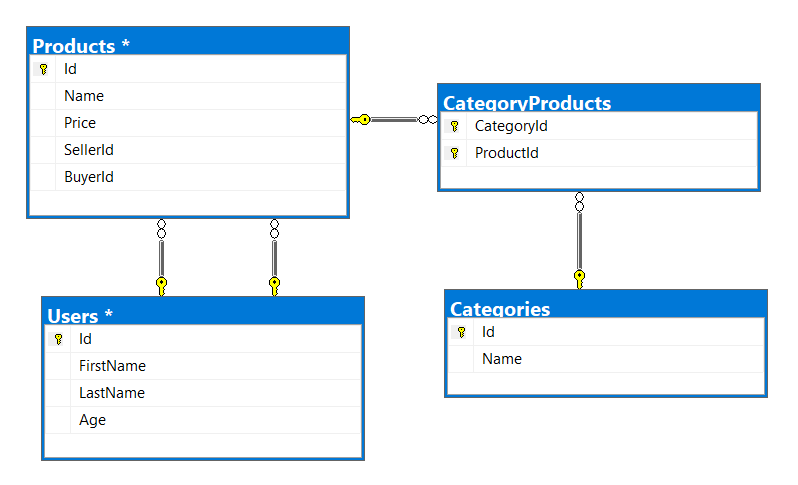 Products *
Id
Name
Price
SellerId
BuyerId
CategoryProducts
CategoryId
ProductId
Users *
Id
FirstName
LastName
Age
Categories
Id
Name